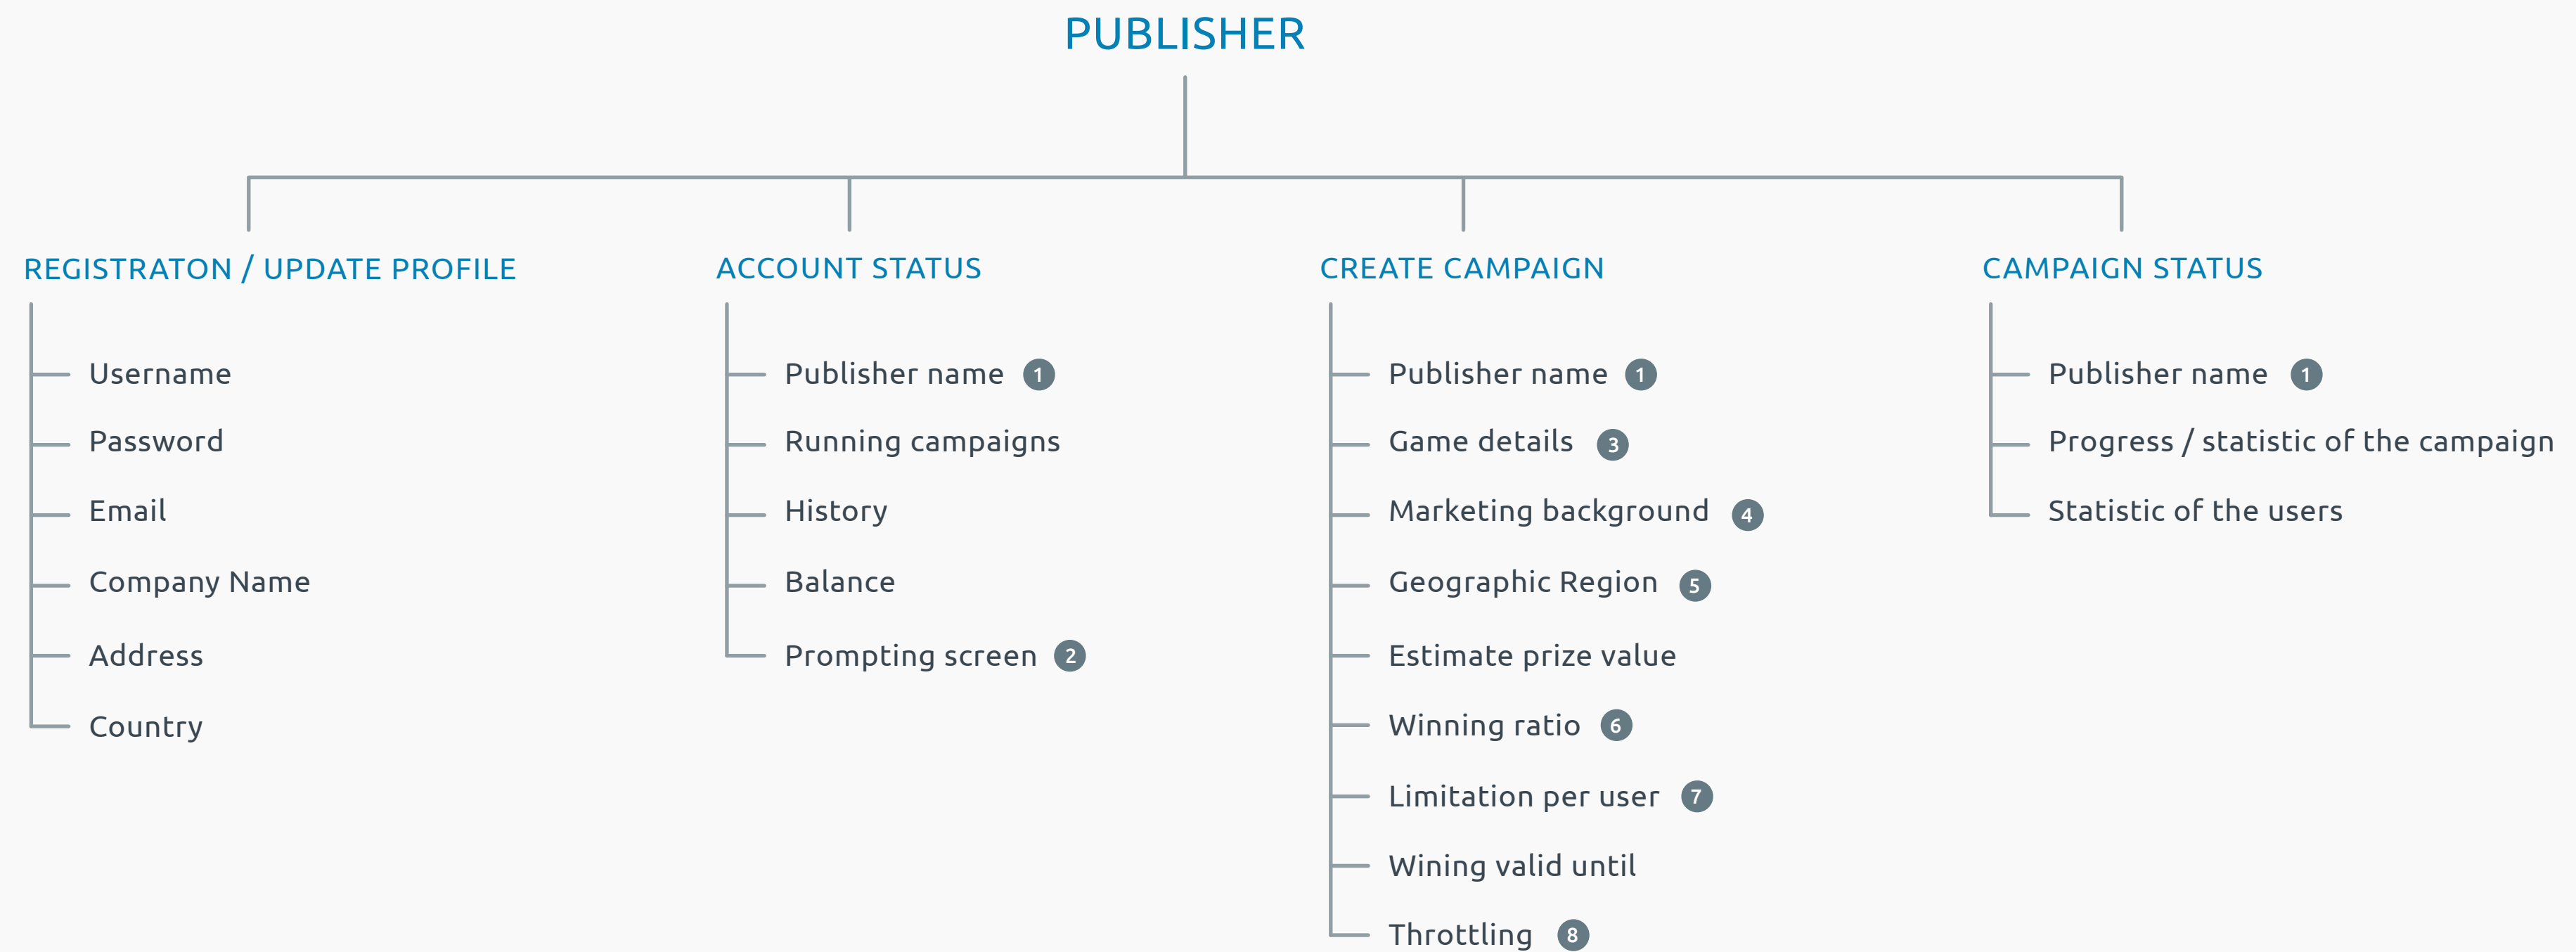 PUBLISHER
REGISTRATON / UPDATE PROFILE
Username
Password
Email
Company Name
Address
Country
ACCOUNT STATUS
Publisher name 1
Running campaigns
History
Balance
Prompting screen 2
CREATE CAMPAIGN
Publisher name 1
Game details 3
Marketing background 4
Geographic Region 5
Estimate prize value
Winning ratio 6
Limitation per user 7
Wining valid until
Throttling 8
CAMPAIGN STATUS
Publisher name 1
Progress / statistic of the campaign
Statistic of the users